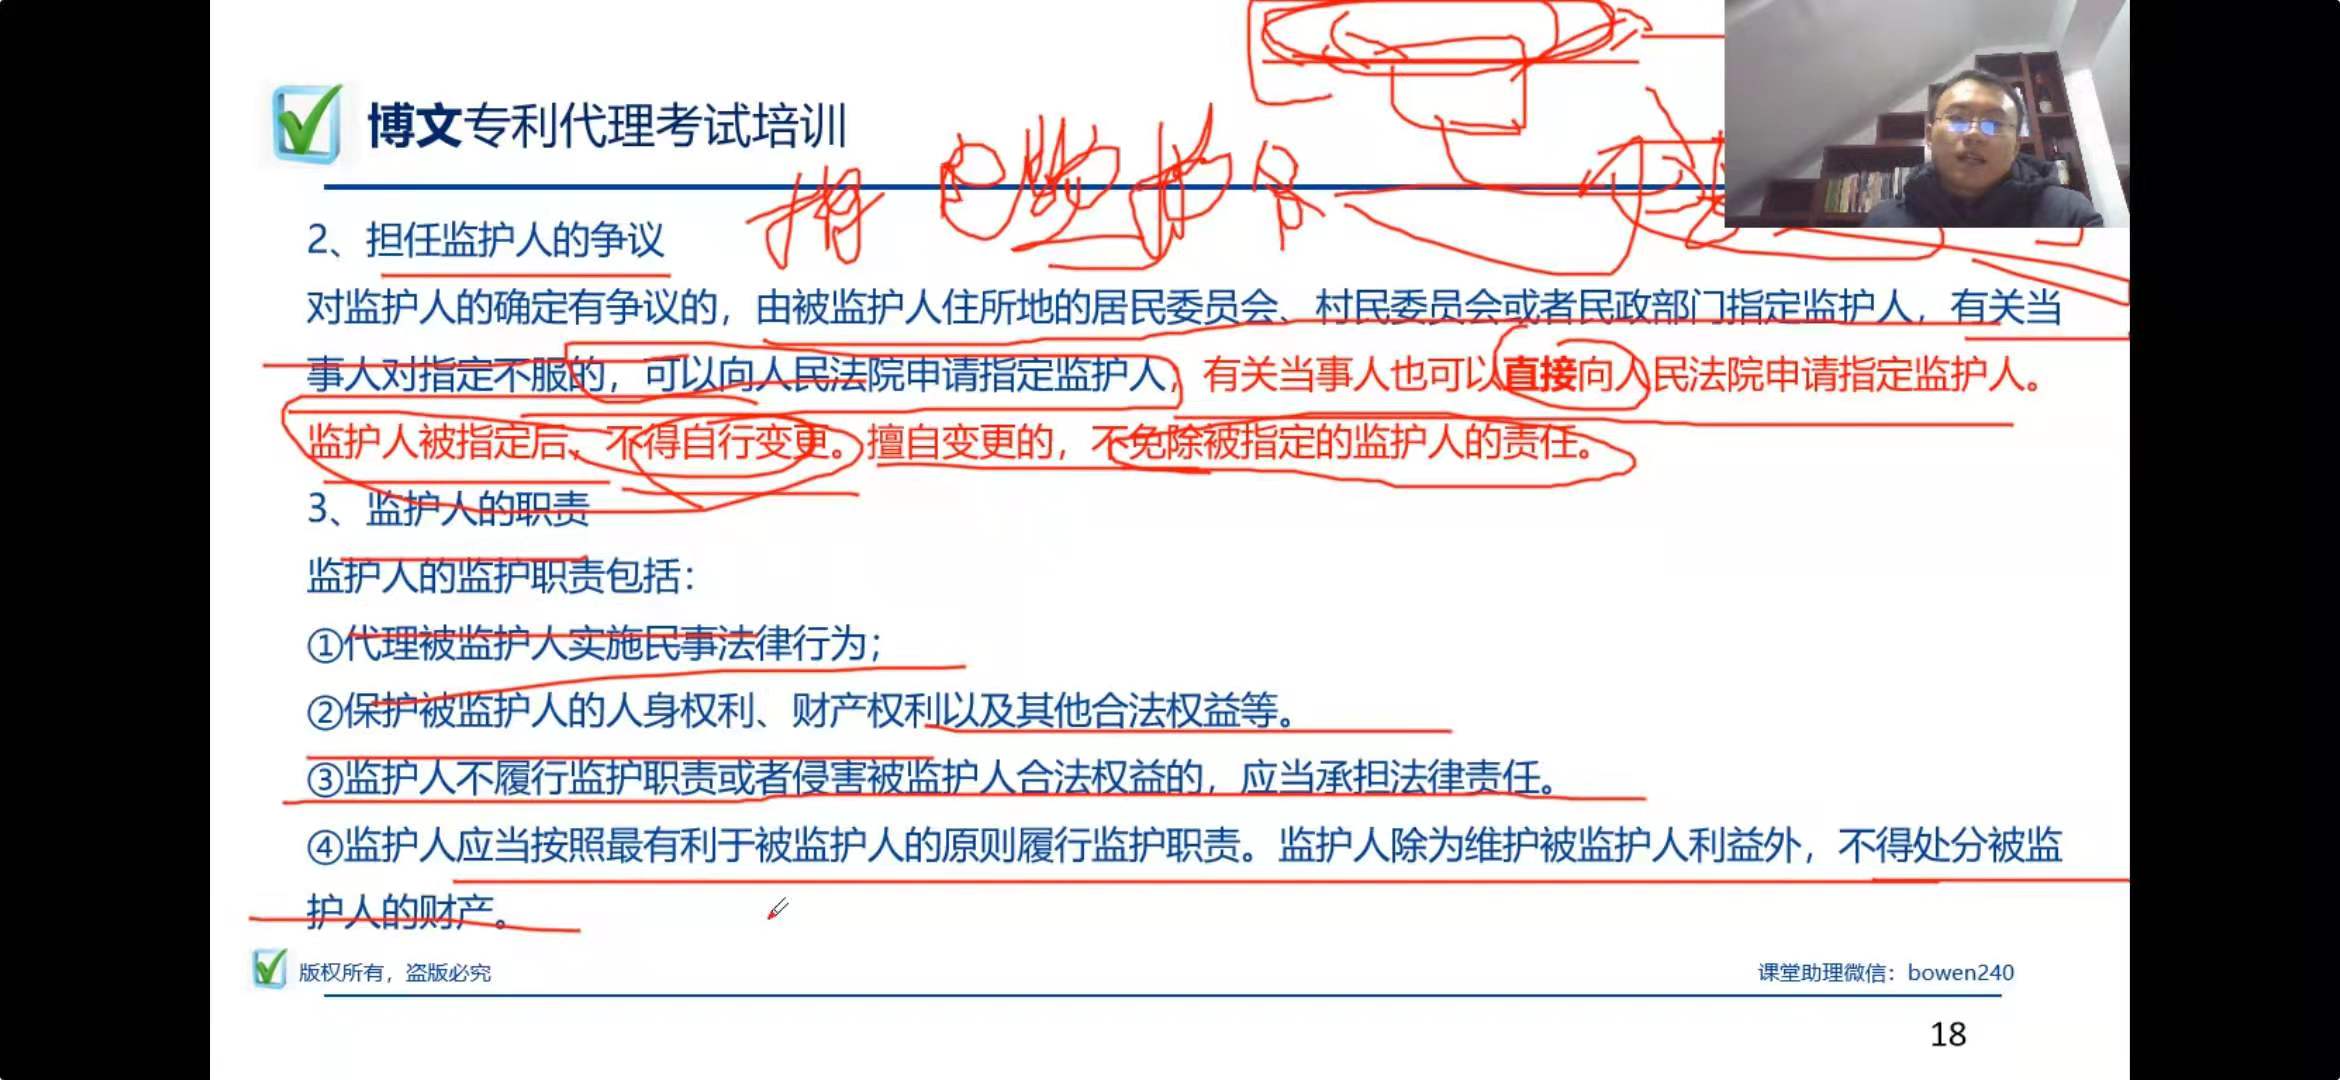 博文专利代理考试培训
2、担任监护人的争议
对监护人的确定有争议的，由被监护人住所地的居民委员会、村民委员会或者民政部门指定监护人，有关当
事人对指定不服的，可以向人民法院申请指定监护人，有关当事人也可以直接向人民法院申请指定监护人。
监护人被指定后，不得自行变更。擅自变更的，不免除被指定的监护人的责任。
3、监护人的职责
监护人的监护职责包括：
①代理被监护人实施民事法律行为；
②保护被监护人的人身权利、财产权利以及其他合法权益等。
③监护人不履行监护职责或者侵害被监护人合法权益的，应当承担法律责任。
④监护人应当按照最有利于被监护人的原则履行监护职责。监护人除为维护被监护人利益外，不得处分被监
护人的财产。
版权所有，盗版必究
课堂助理微信：bowen240
18